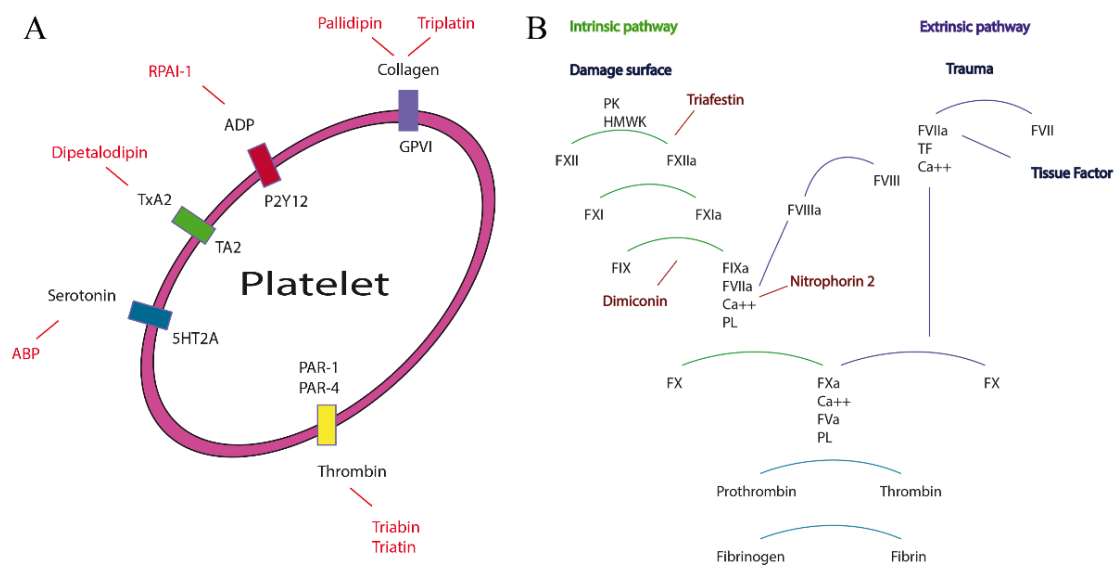 A
Pallidipin
Triplatin
Collagen
GPVI
RPAI-1
ADP
P2Y12
Dipetalodipin
TxA2
TA2
Platelet
Serotonin
5HT2A
ABP
PAR-1
PAR-4
Thrombin
Triabin
Triatin
B
Intrinsic pathway
Extrinsic pathway
Damage surface
Trauma
PK
HMWK
Triafestin
FXII
FXIIa
FVIIa
TF
Ca++
FVII
Tissue Factor
FVIII
FVIIIa
FXI
FXIa
FIX
FIXa
FVIIa
Ca++
PL
Dimiconin
Nitrophorin 2
FX
FXa
Ca++
FVa
PL
FX
Prothrombin
Thrombin
Fibrinogen
Fibrin